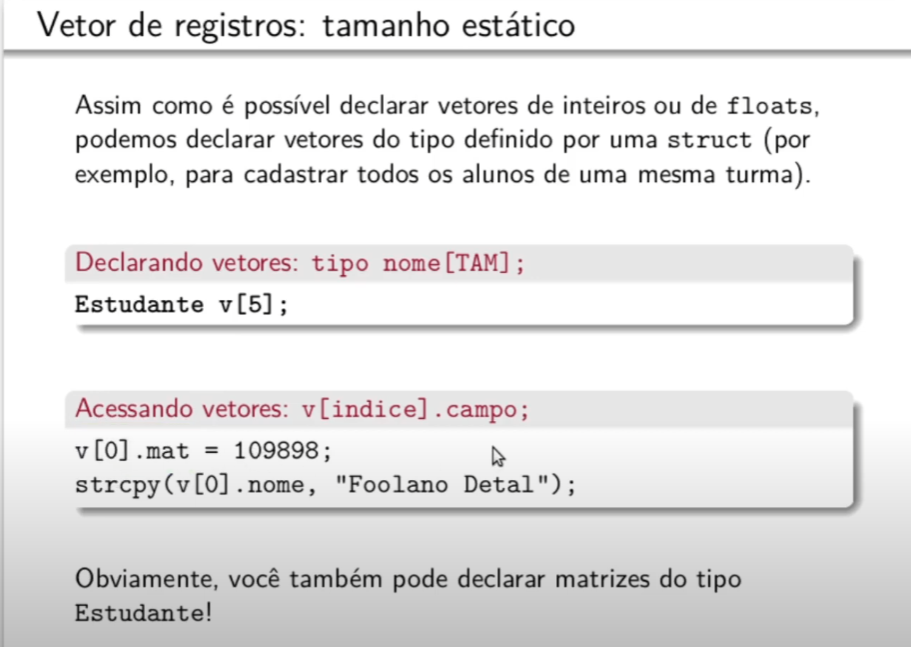 Vetor de registros: tamanho estático
Assim como é possível declarar vetores de inteiros ou de floats,
podemos declarar vetores do tipo definido por uma struct (por
exemplo, para cadastrar todos os alunos de uma mesma turma).
Declarando vetores: tipo nome[TAM];
Estudante v[5];
Acessando vetores: v[indice].campo;
v[0].mat = 109898;
strcpy(v[0].nome, "Foolano Detal");
Obviamente, você também pode declarar matrizes do tipo
Estudante!